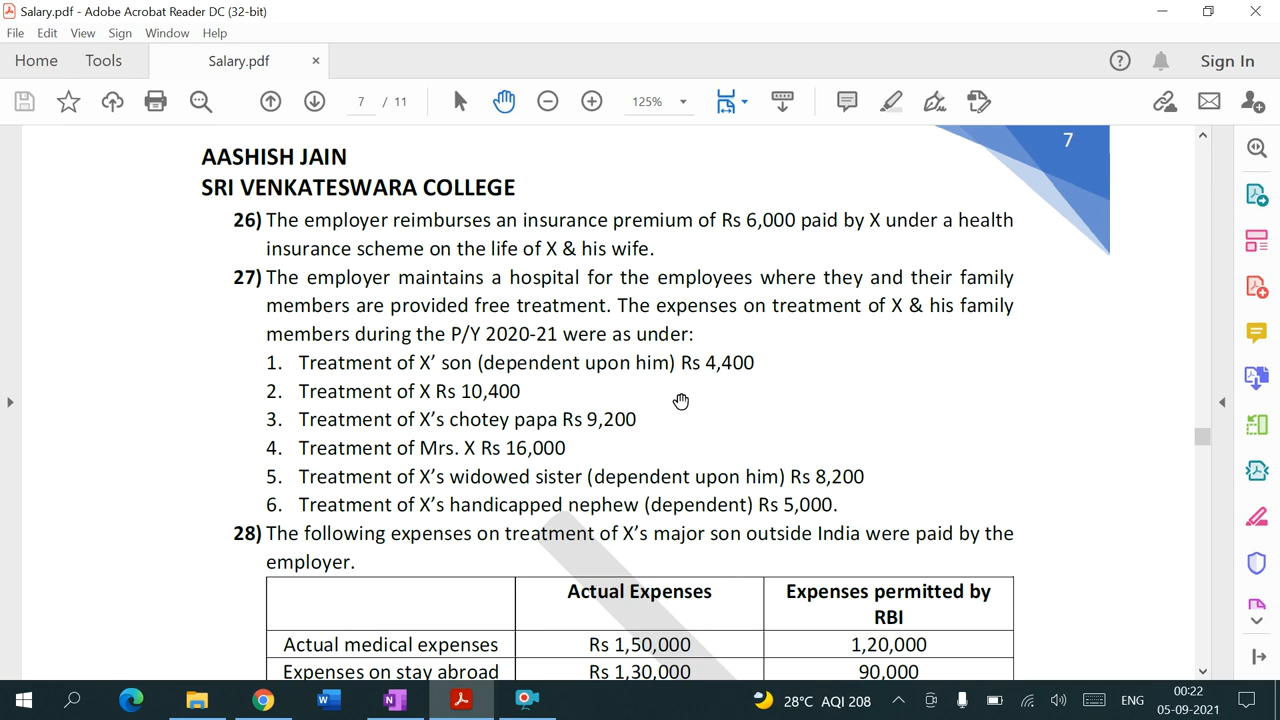 Salary.pdf - Adobe Acrobat Reader DC (32-bit)
File Edit View Sign Window Help
Home Tools Salary.pdf × Sign In
7 / 11 125%
7
AASHISH JAIN
SRI VENKATESWARA COLLEGE
26) The employer reimburses an insurance premium of Rs 6,000 paid by X under a health
insurance scheme on the life of X & his wife.
27) The employer maintains a hospital for the employees where they and their family
members are provided free treatment. The expenses on treatment of X & his family
members during the P/Y 2020-21 were as under:
1. Treatment of X' son (dependent upon him) Rs 4,400
2. Treatment of X Rs 10,400
3. Treatment of X's chotey papa Rs 9,200
4. Treatment of Mrs. X Rs 16,000
5. Treatment of X's widowed sister (dependent upon him) Rs 8,200
6. Treatment of X's handicapped nephew (dependent) Rs 5,000.
28) The following expenses on treatment of X's major son outside India were paid by the
employer.
Actual Expenses Expenses permitted by
RBI
Actual medical expenses Rs 1,50,000 1,20,000
Expenses on stay abroad Rs 1,30,000 90,000
28°C AQI 208 ENG 00:22
05-09-2021